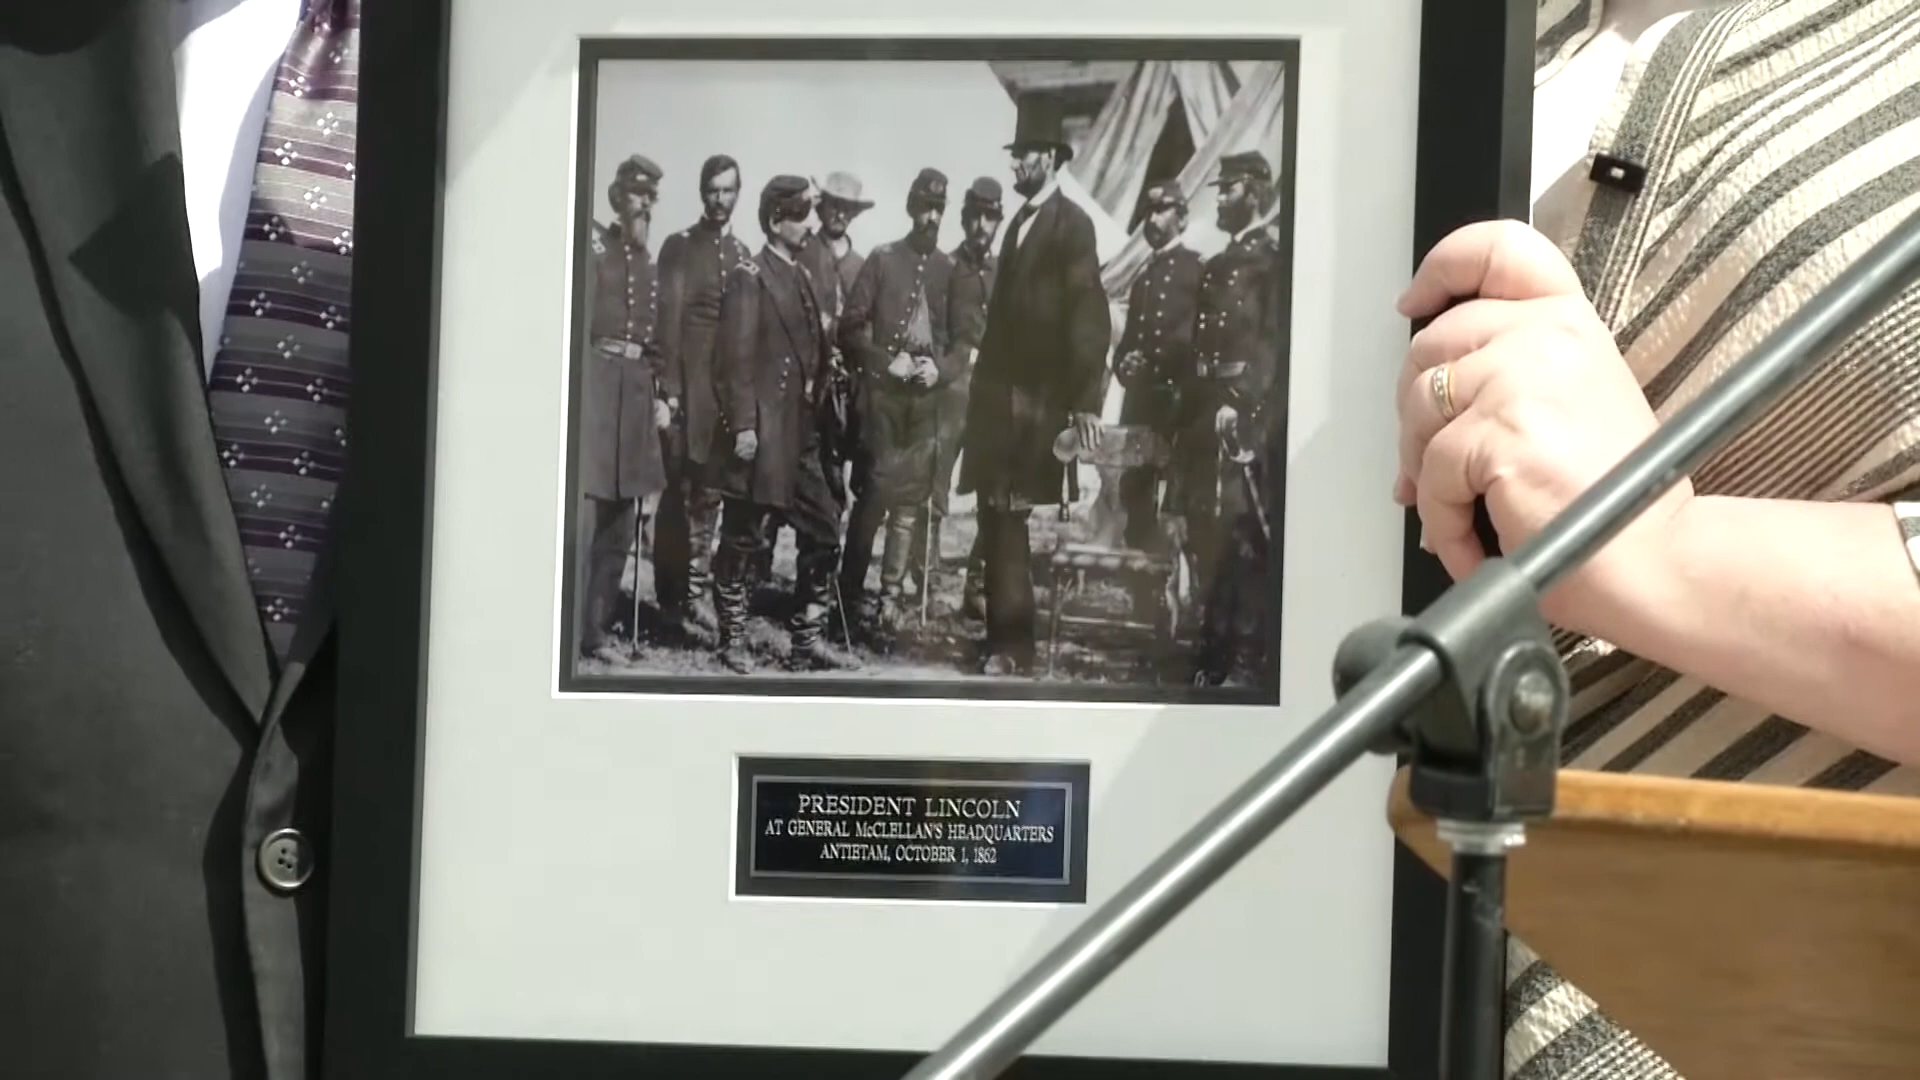 PRESIDENT LINCOLN
AT GENERAL McCLELLAN'S HEADQUARTERS
ANTIETAM, OCTOBER 1, 1862